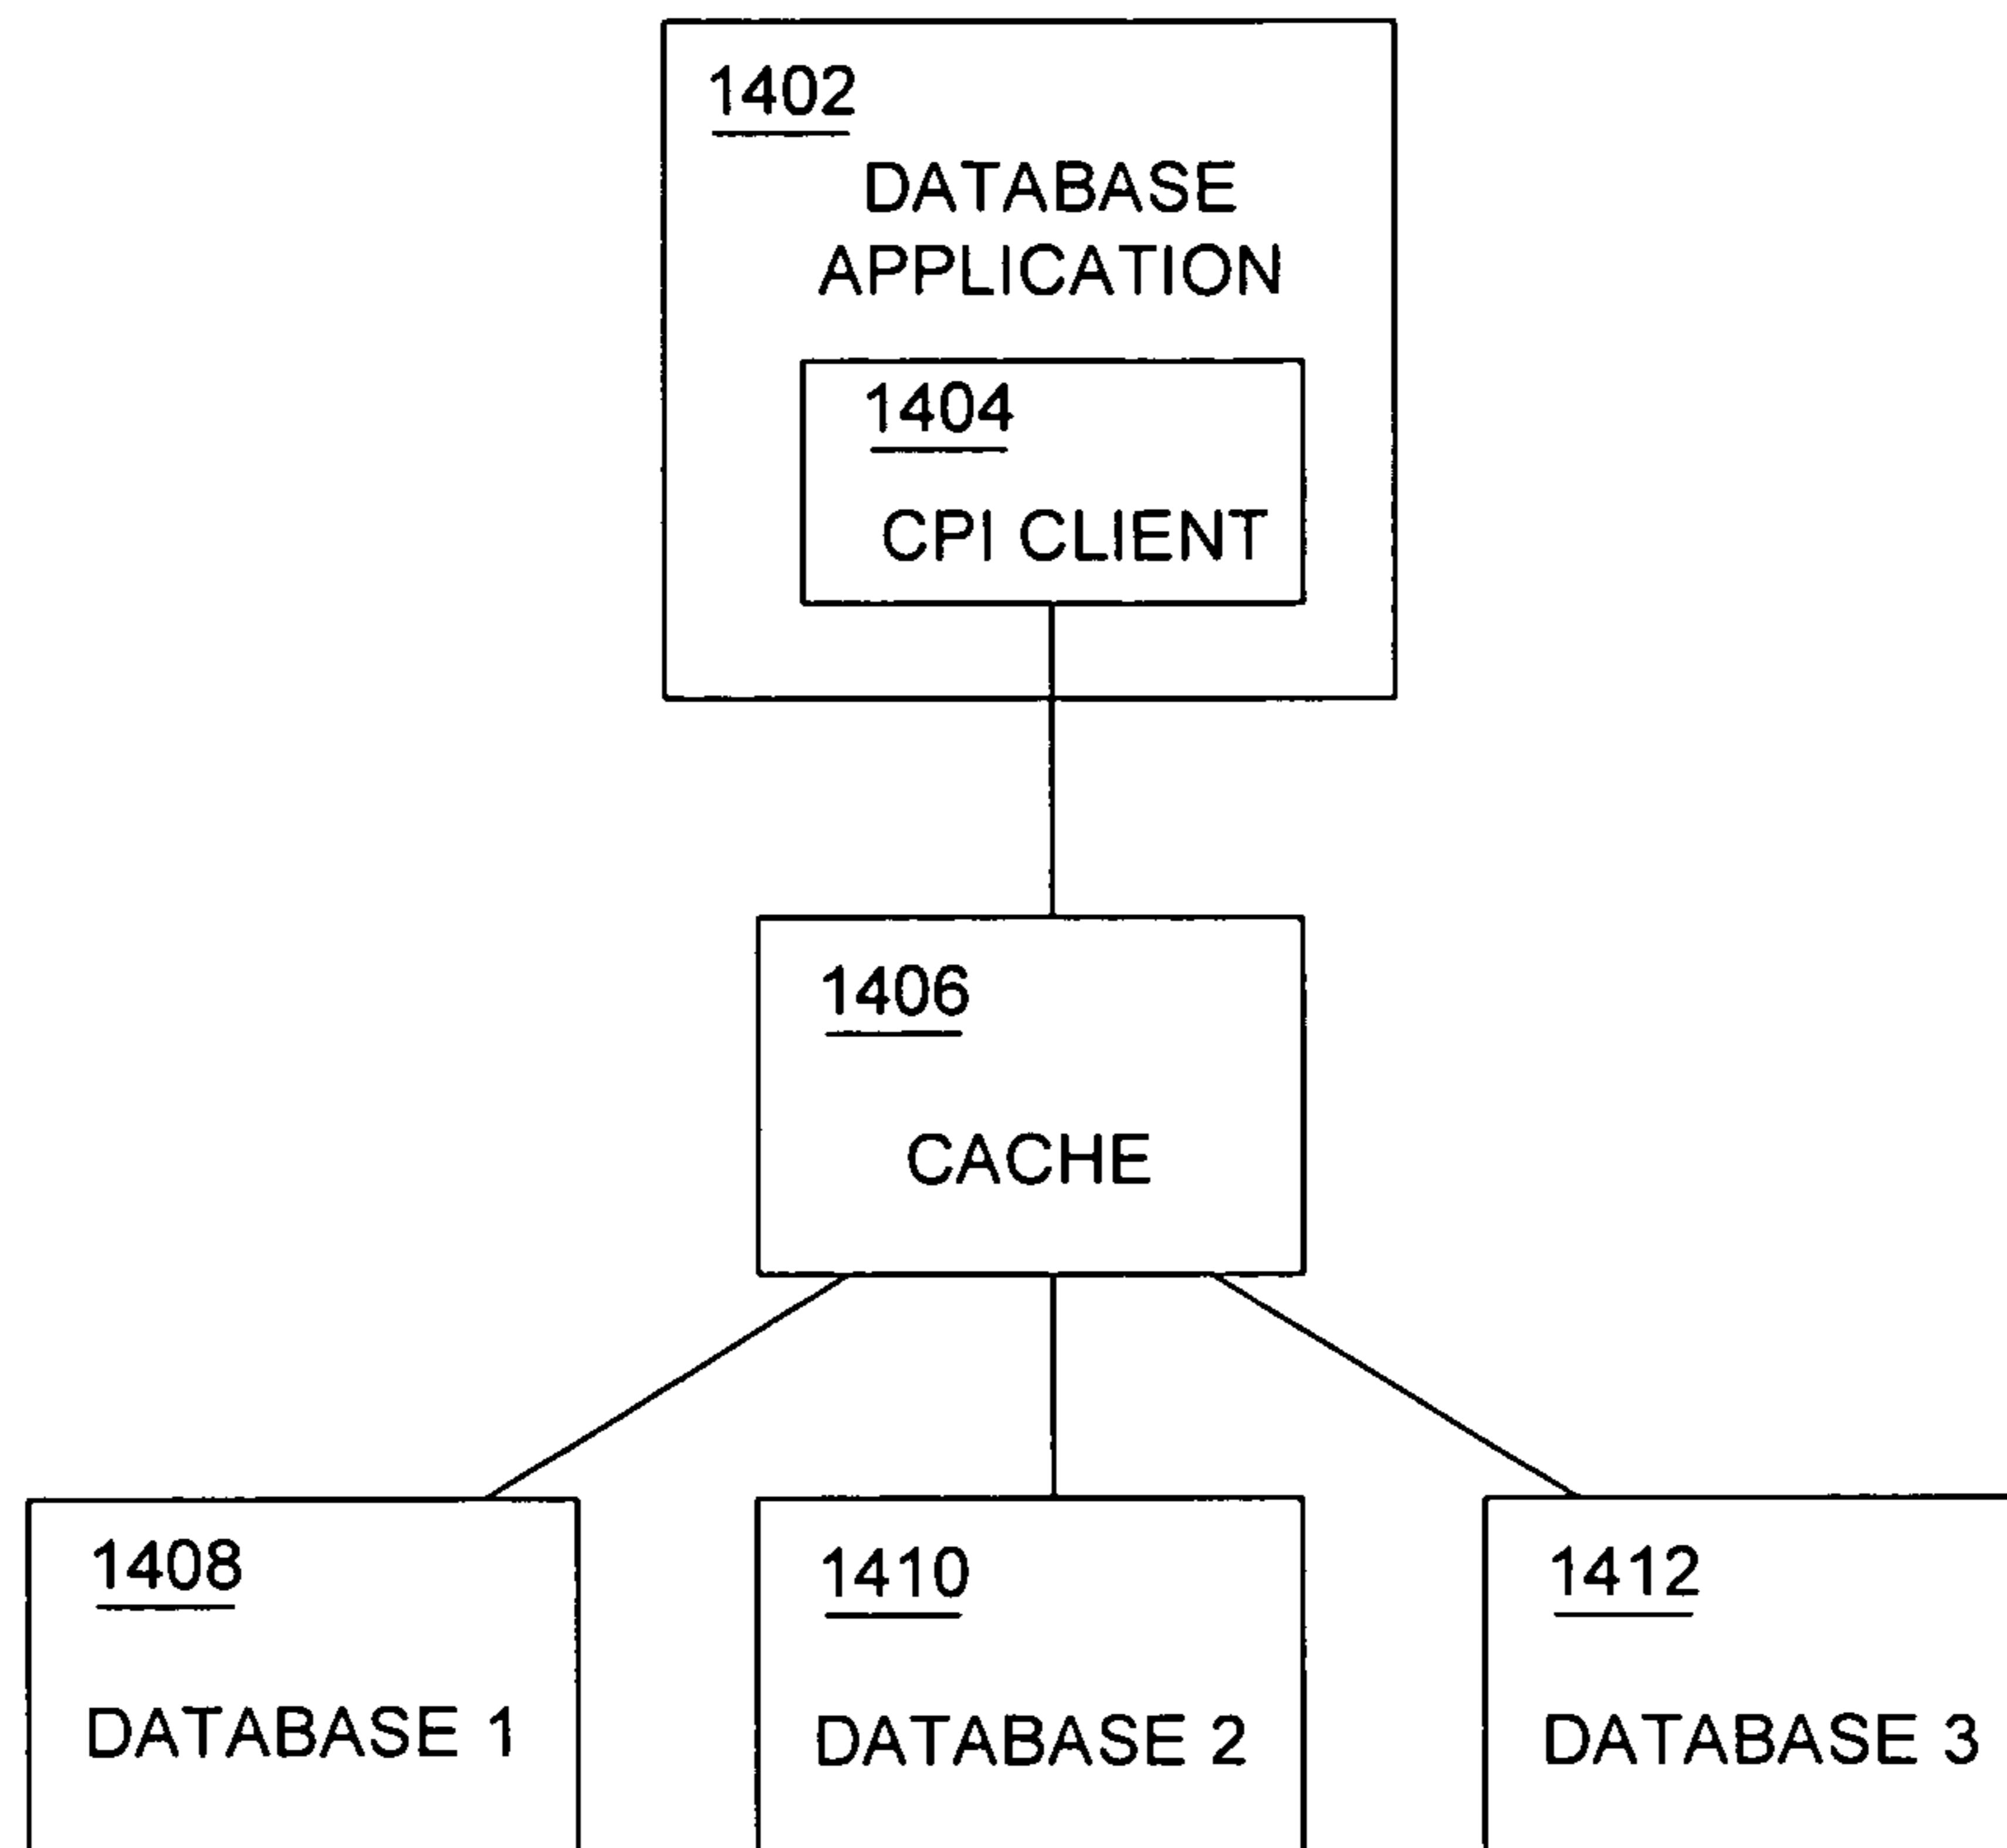 1402
DATABASE
APPLICATION
1404
CPI CLIENT
1406
CACHE
1408
DATABASE 1
1410
DATABASE 2
1412
DATABASE 3